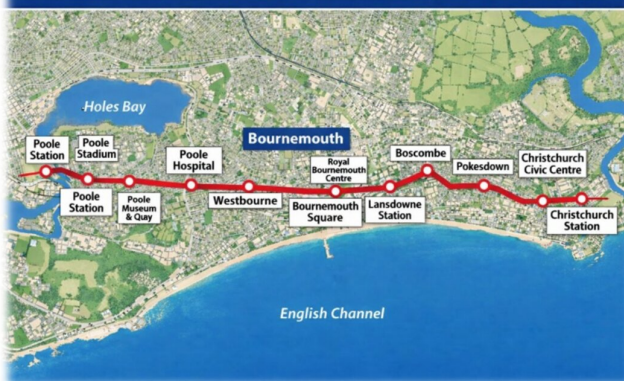 Holes Bay
Bournemouth
Poole
Station
Poole
Stadium
Poole
Station
Poole
Museum
& Quay
Poole
Hospital
Westbourne
Royal
Bournemouth
Centre
Bournemouth
Square
Lansdowne
Station
Boscombe
Pokesdown
Christchurch
Civic Centre
Christchurch
Station
English Channel